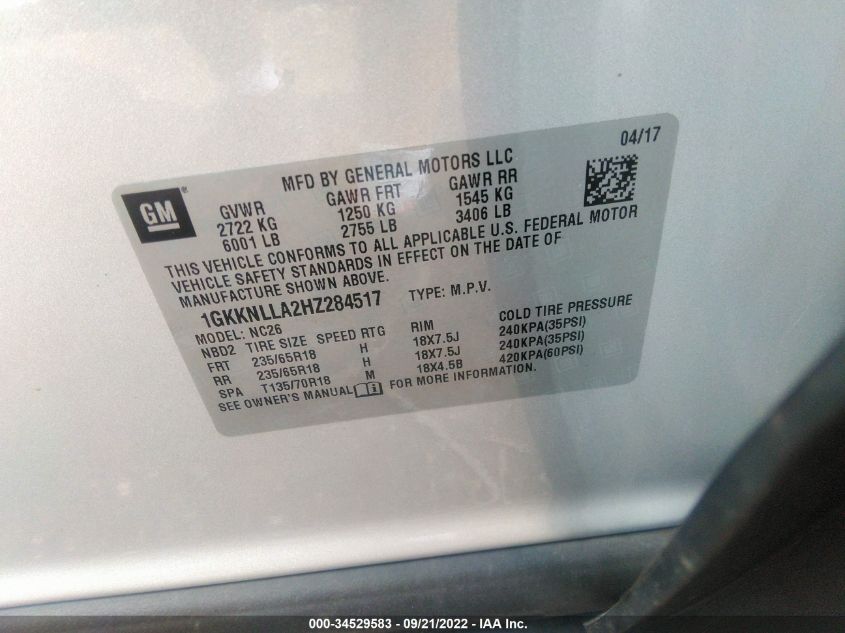 04/17
MFD BY GENERAL MOTORS LLC
GM ®
GVWR GAWR FRT GAWR RR
2722 KG 1250 KG 1545 KG
6001 LB 2755 LB 3406 LB
THIS VEHICLE CONFORMS TO ALL APPLICABLE U.S. FEDERAL MOTOR
VEHICLE SAFETY STANDARDS IN EFFECT ON THE DATE OF
MANUFACTURE SHOWN ABOVE.
1GKKNLLA2HZ284517 TYPE: M.P.V.
MODEL: NC26
NBD2 TIRE SIZE SPEED RTG RIM COLD TIRE PRESSURE
FRT 235/65R18 H 18X7.5J 240KPA(35PSI)
RR 235/65R18 H 18X7.5J 240KPA(35PSI)
SPA T135/70R18 M 18X4.5B 420KPA(60PSI)
SEE OWNER'S MANUAL FOR MORE INFORMATION.
000-34529583 - 09/21/2022 - IAA Inc.